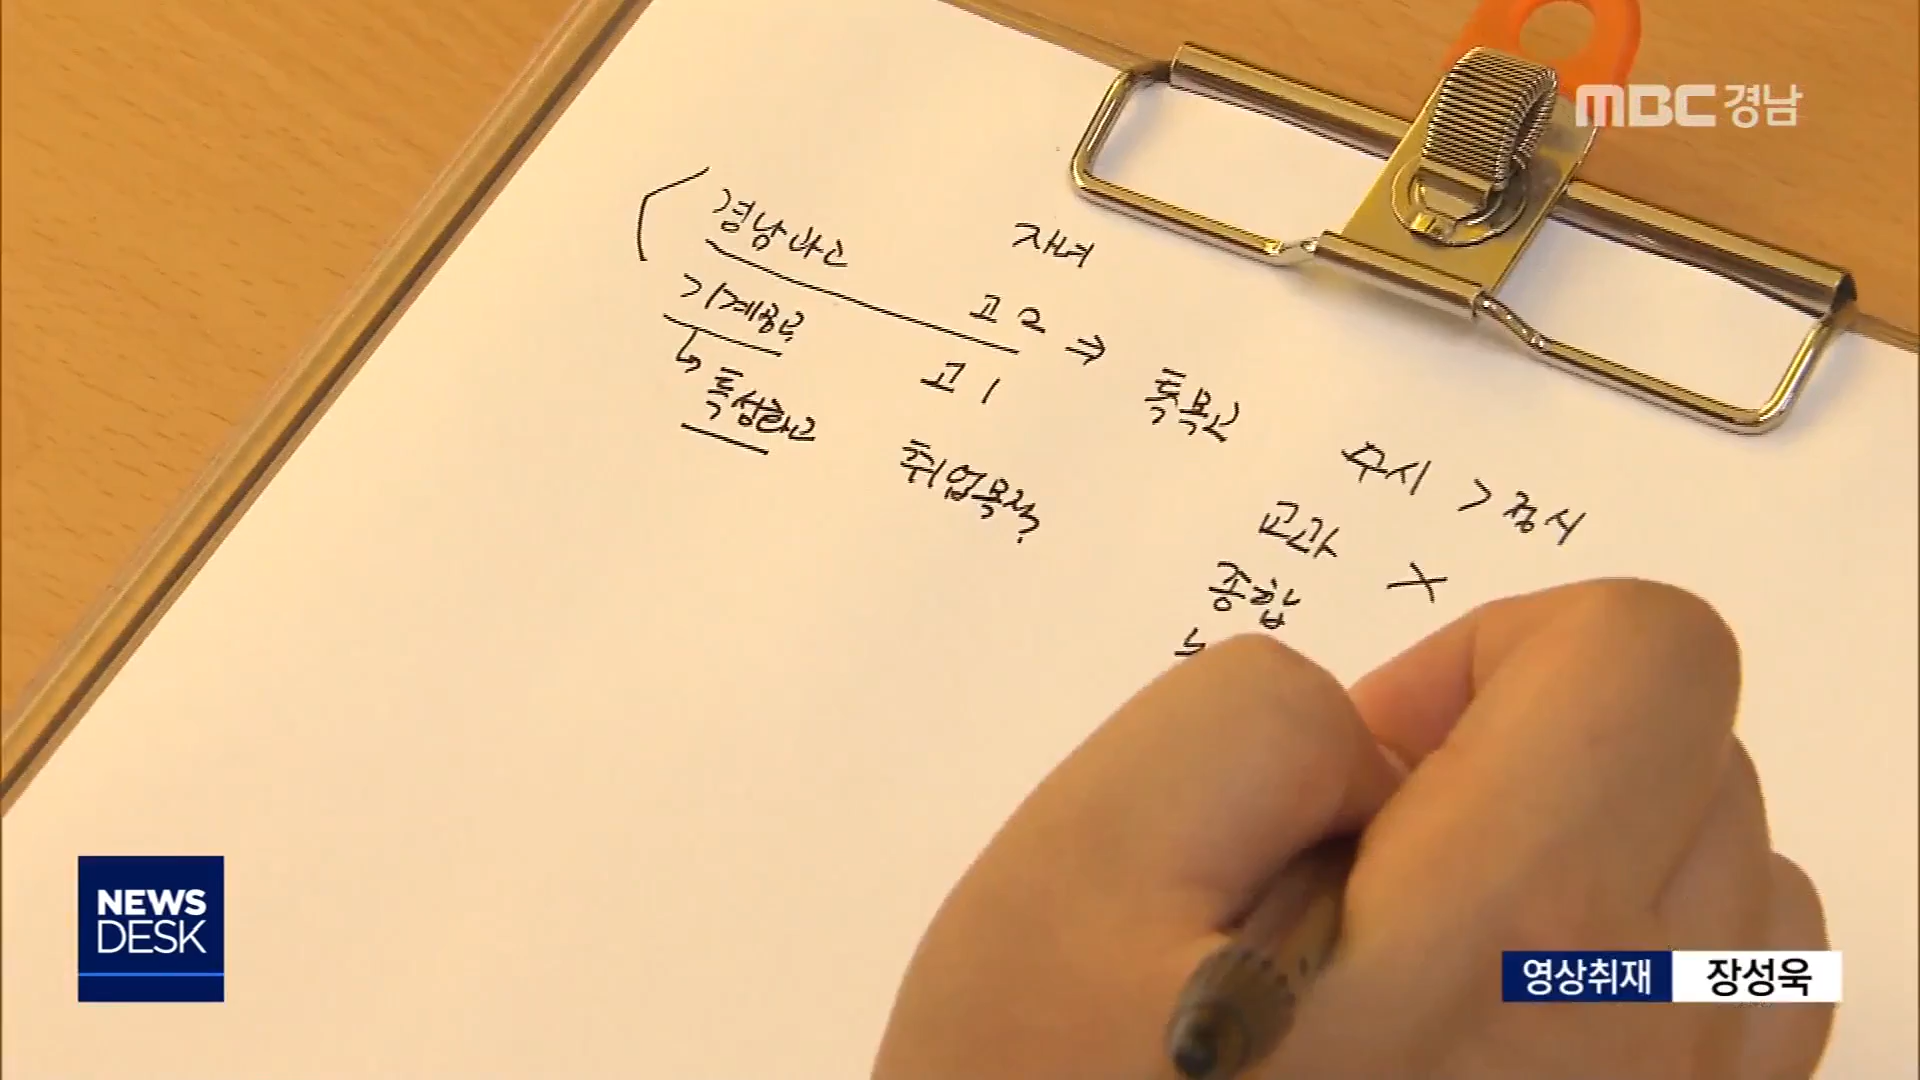 MBC경남
경남바고 자녀
기계공고 고2 ⇒ 특목고 수시 > 정시
↳ 특성화고 고1 교과 X
취업목적 종합
NEWS
DESK
영상취재 장성욱